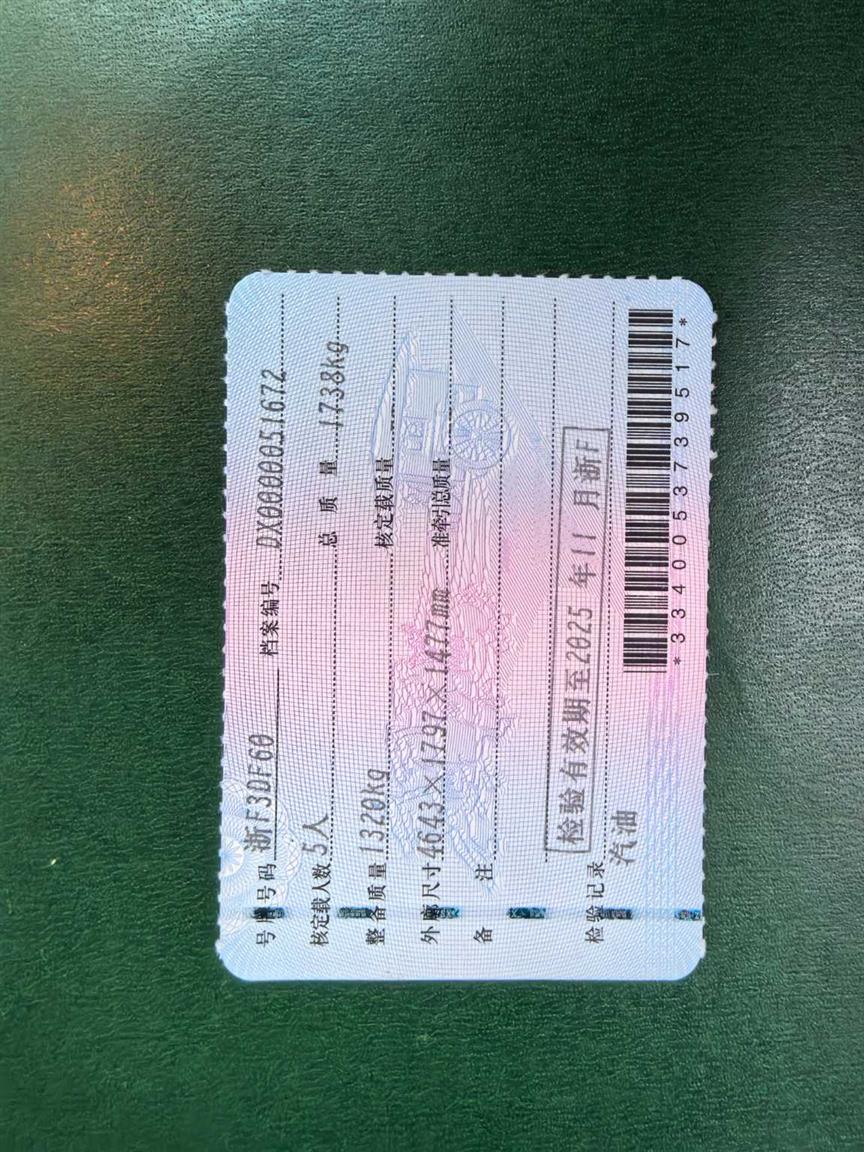 号牌号码 浙F3DF60 档案编号 DX0000051672
核定载人数 5人 总质量 1738kg
整备质量 1320kg 核定载质量
外廓尺寸 4643×1797×1477mm 准牵引总质量
备注
检验有效期至2025年11月浙F
检验记录
汽油
*3340053739517*